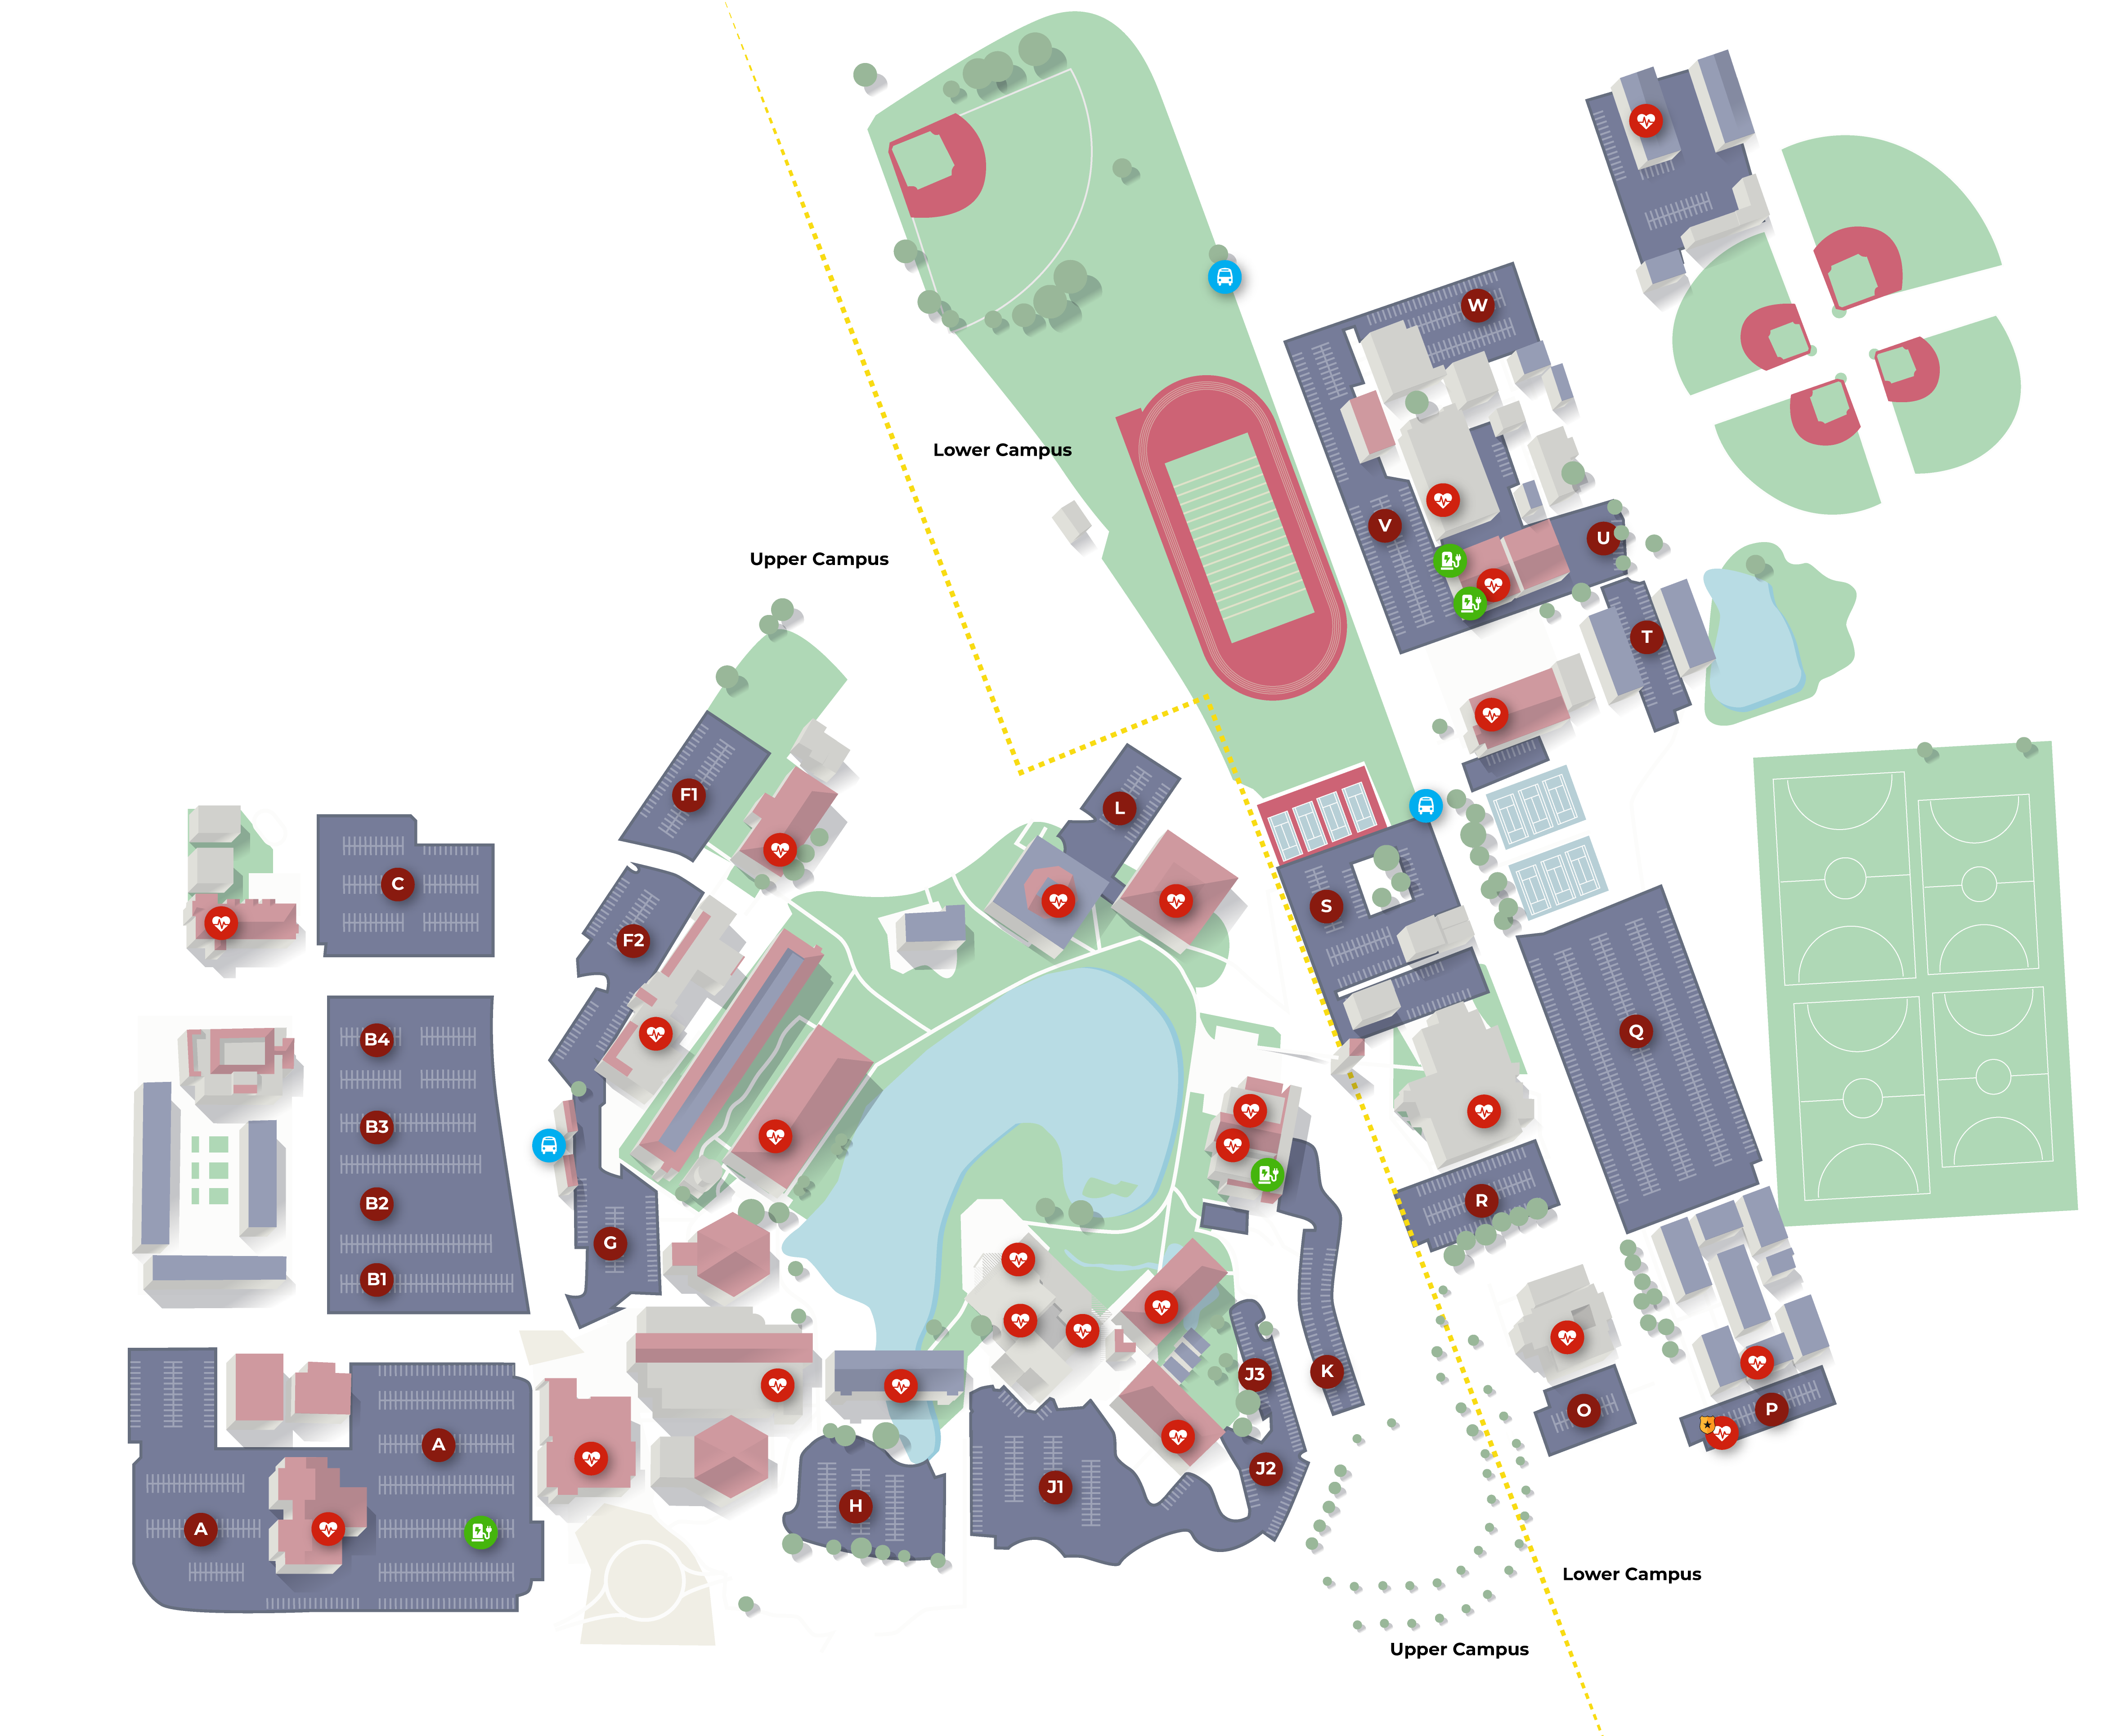 W
Lower Campus
V
U
Upper Campus
T
F1
L
C
S
F2
Q
B4
B3
R
B2
G
B1
K
J3
P
O
A
J2
J1
H
A
Lower Campus
Upper Campus